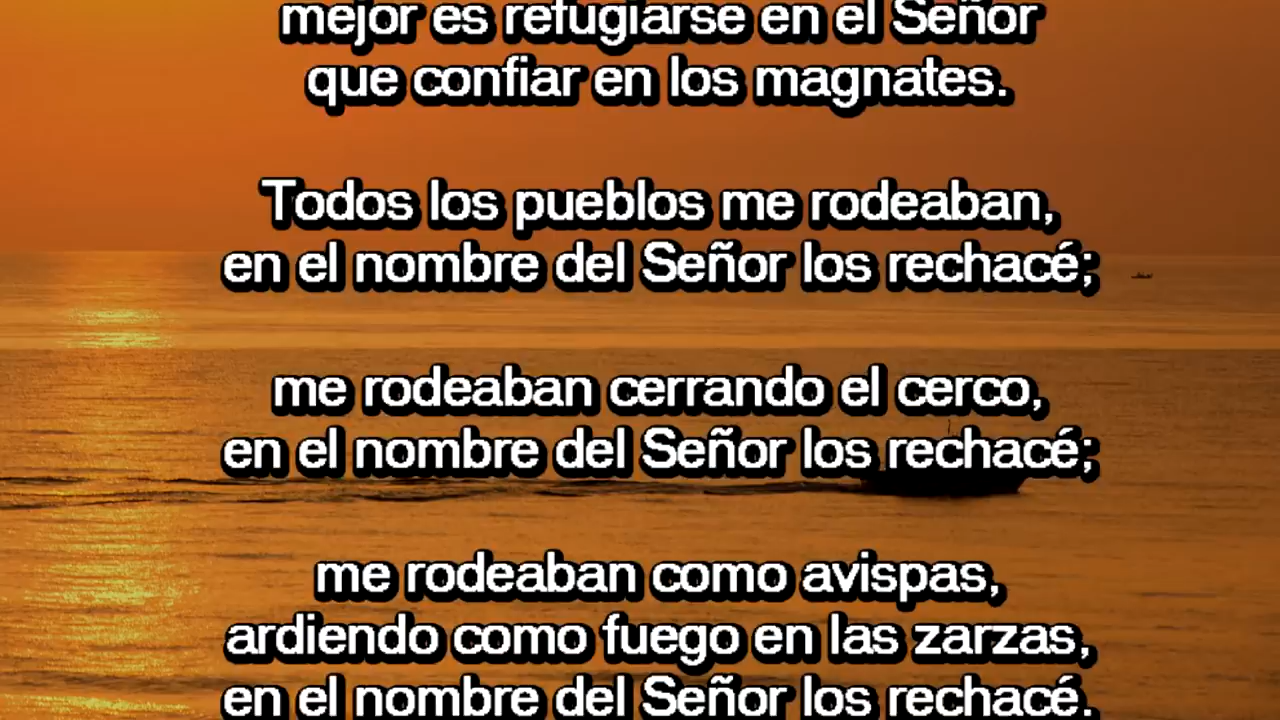 mejor es refugiarse en el Señor
que confiar en los magnates.
Todos los pueblos me rodeaban,
en el nombre del Señor los rechacé;
me rodeaban cerrando el cerco,
en el nombre del Señor los rechacé;
me rodeaban como avispas,
ardiendo como fuego en las zarzas,
en el nombre del Señor los rechacé.